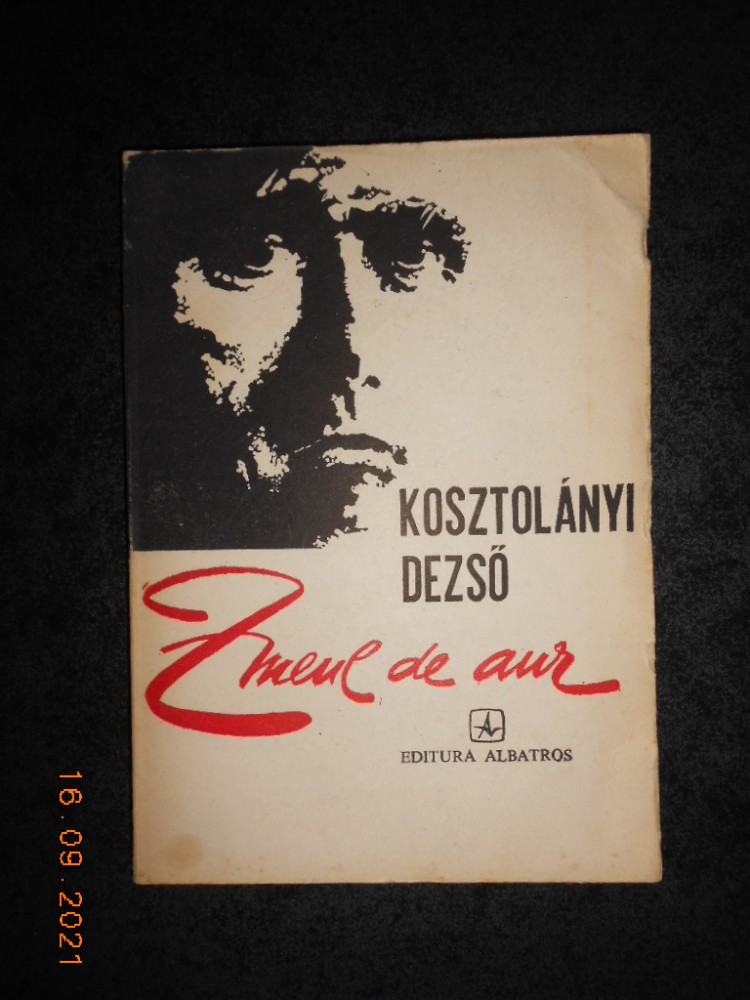 KOSZTOLÁNYI
DEZSŐ
Zmeul de aur
EDITURA ALBATROS
16.09.2021